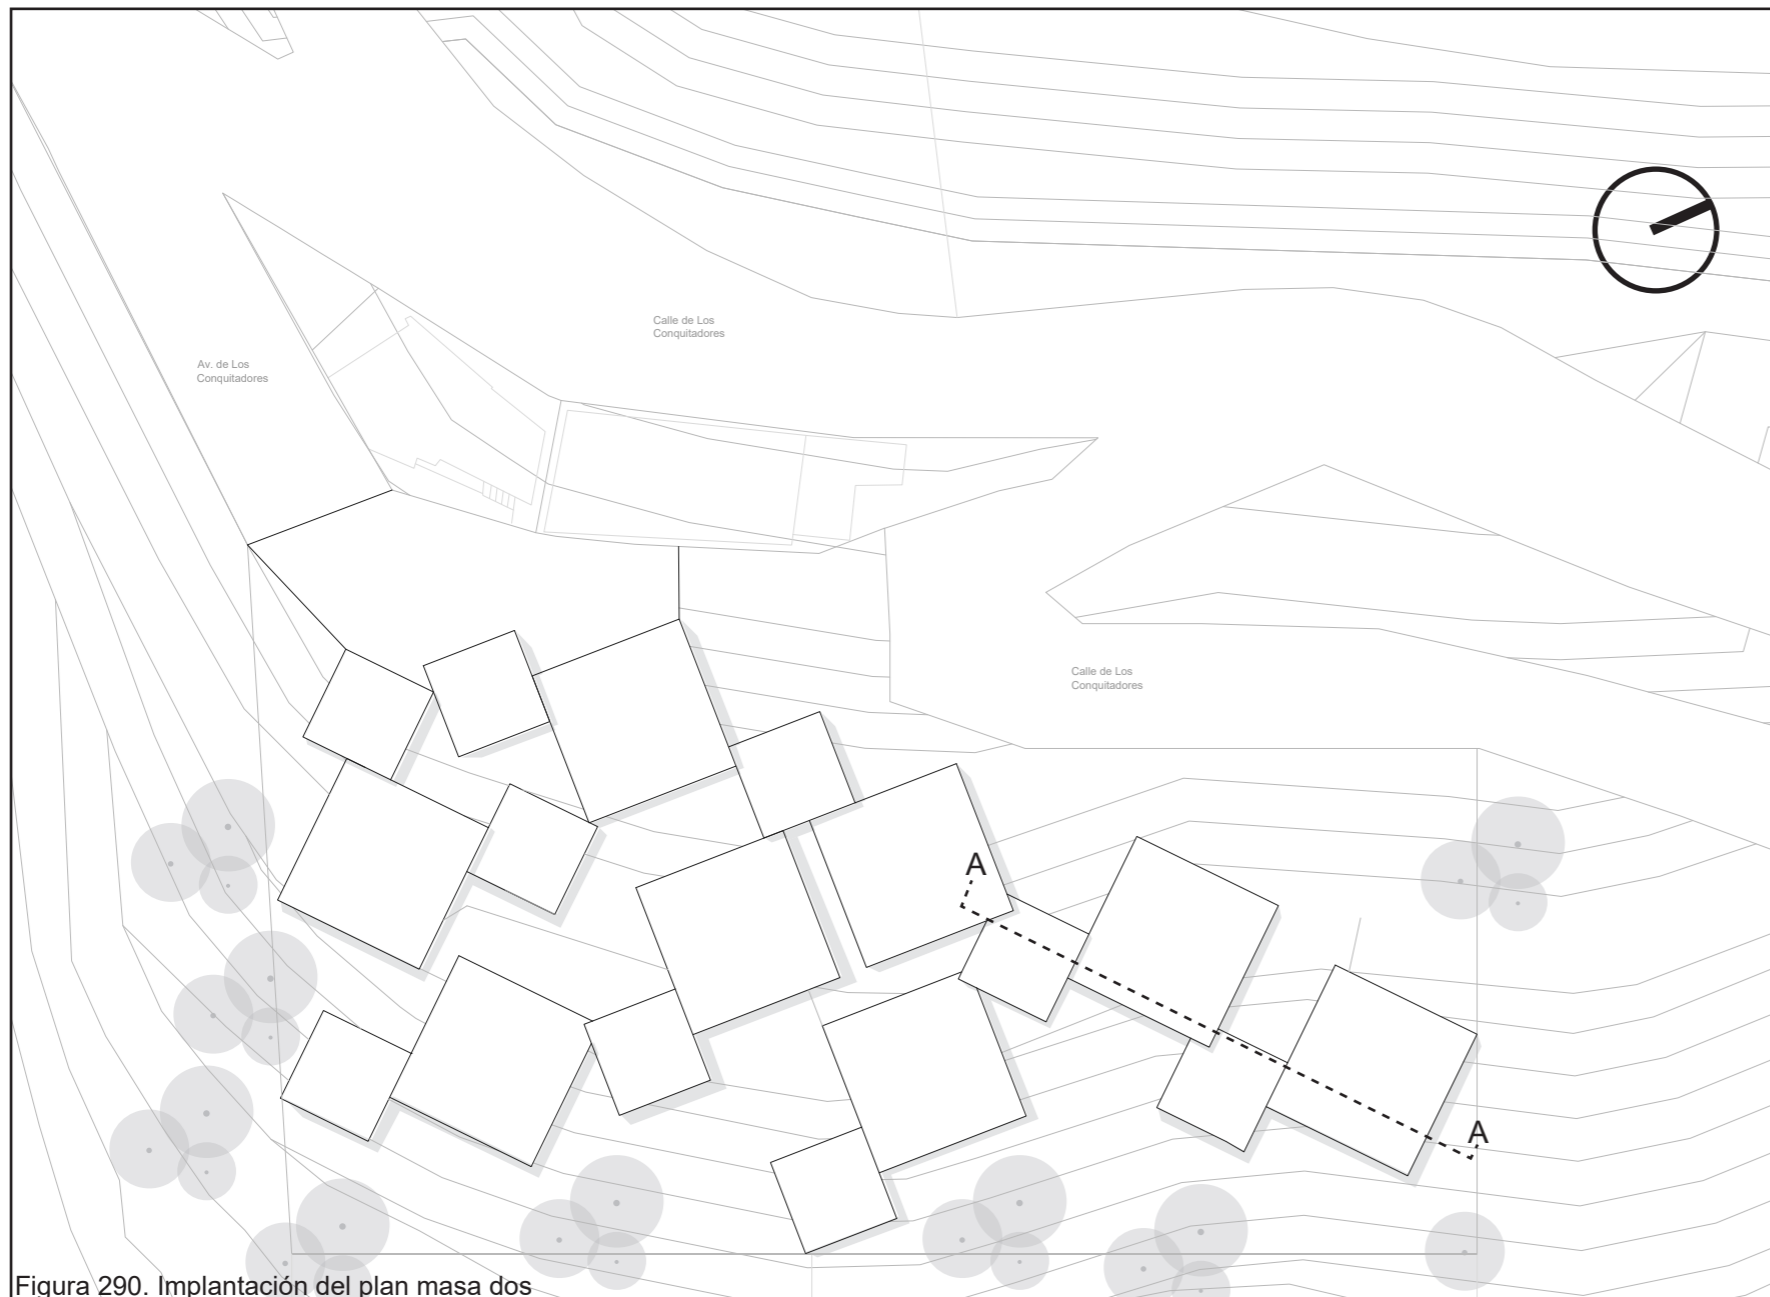 Calle de Los
Conquitadores
Av. de Los
Conquitadores
Calle de Los
Conquitadores
A
A
Figura 290. Implantación del plan masa dos